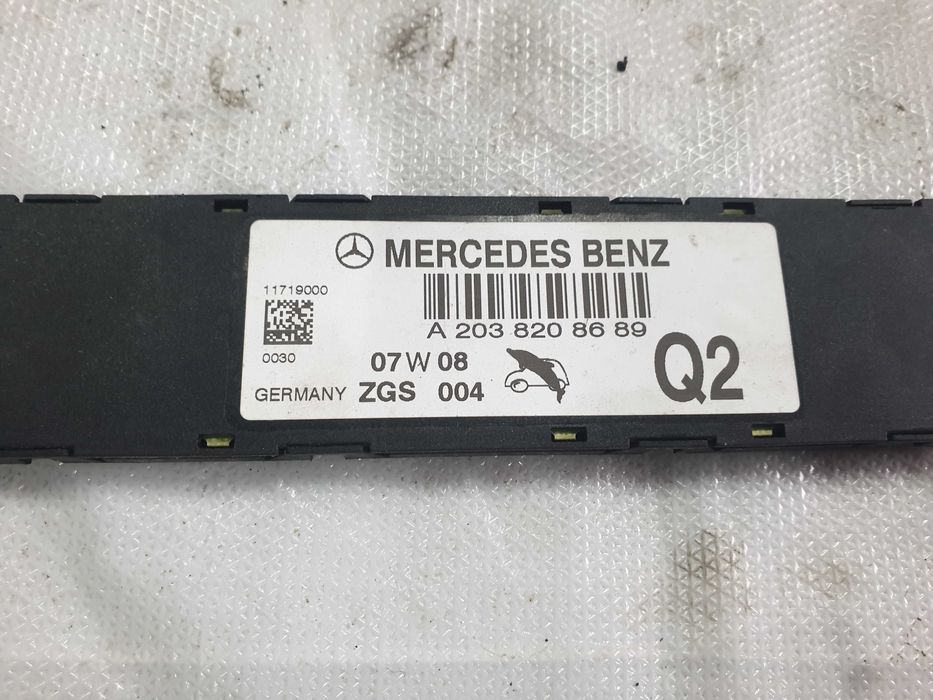 MERCEDES BENZ
11719000
A 203 820 86 89
0030
07 W 08
GERMANY ZGS 004
Q2